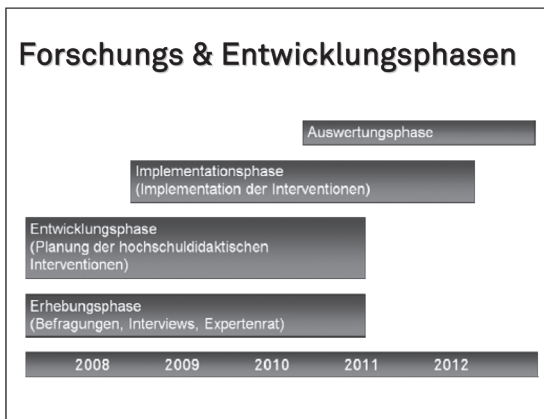 Forschungs & Entwicklungsphasen
Auswertungsphase
Implementationsphase
(Implementation der Interventionen)
Entwicklungsphase
(Planung der hochschuldidaktischen
Interventionen)
Erhebungsphase
(Befragungen, Interviews, Expertenrat)
2008 2009 2010 2011 2012